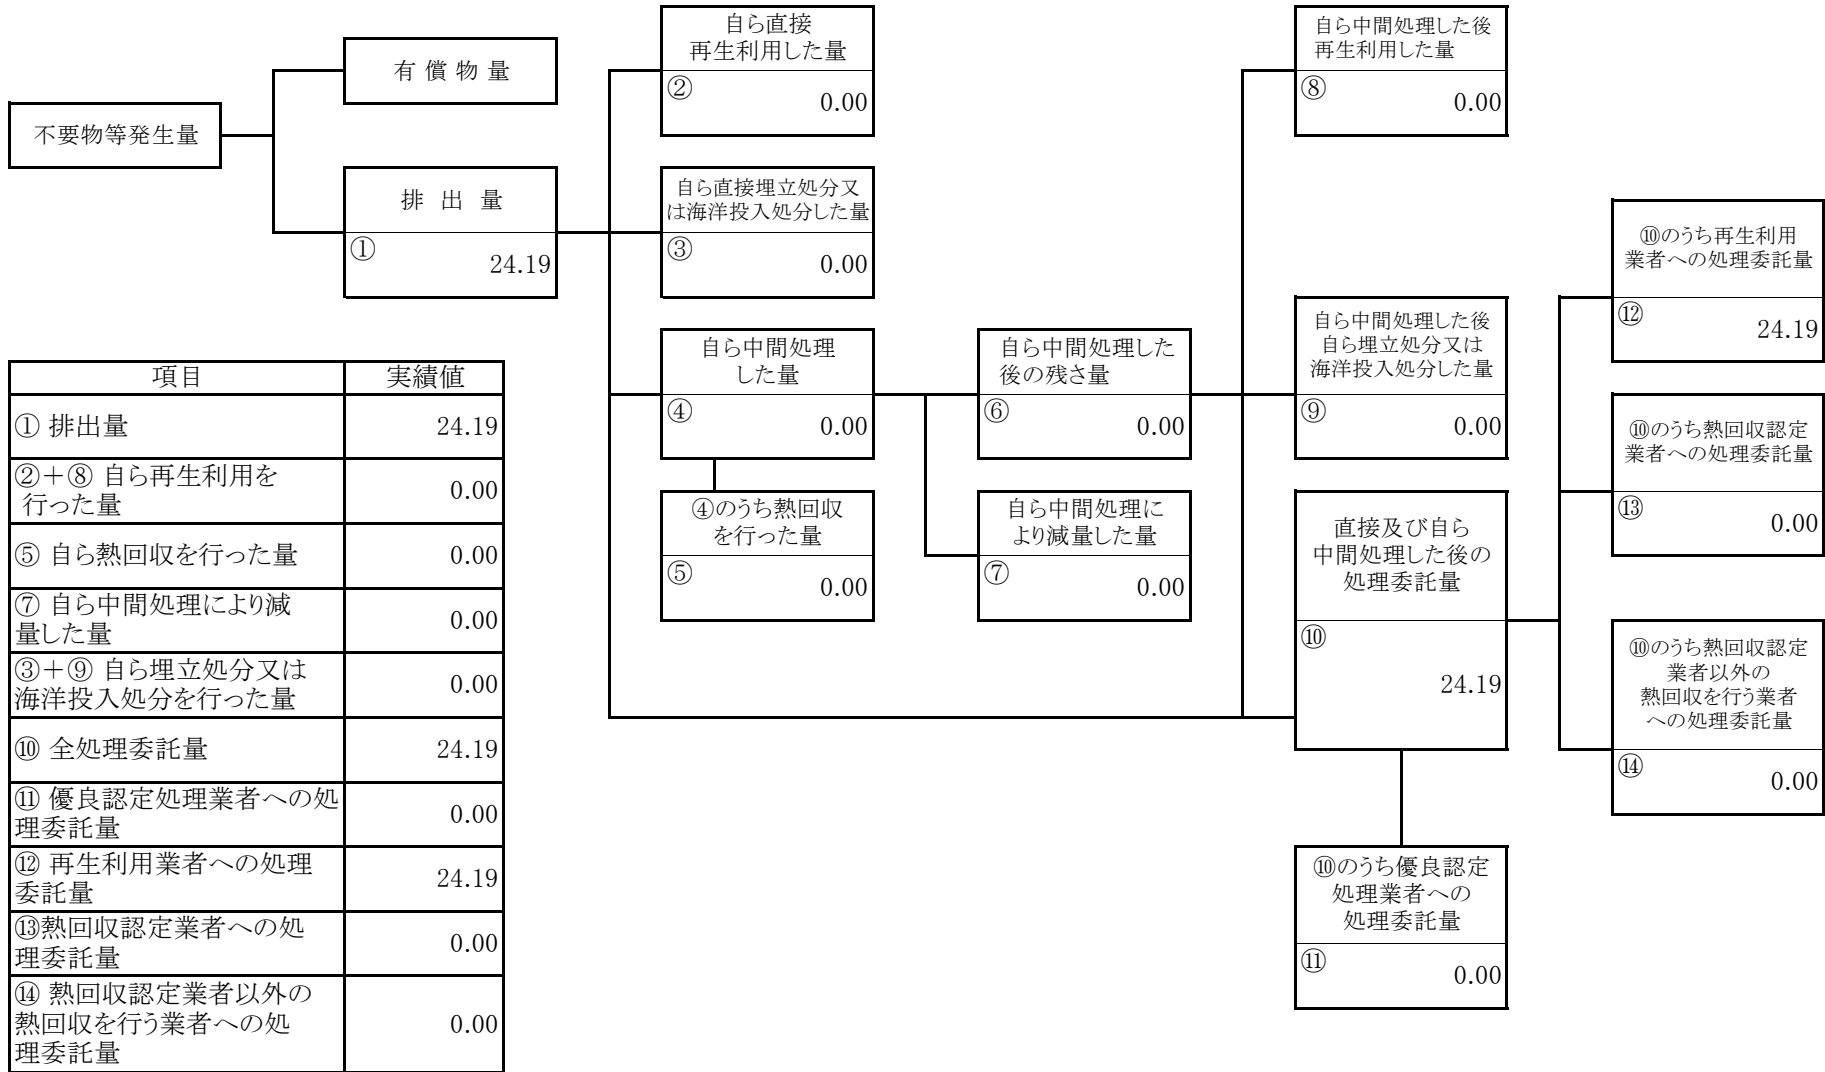 不要物等発生量
有 償 物 量
排 出 量
①
24.19
自ら直接
再生利用した量
②
0.00
自ら直接埋立処分又
は海洋投入処分した量
③
0.00
自ら中間処理
した量
④
0.00
④のうち熱回収
を行った量
⑤
0.00
自ら中間処理した
後の残さ量
⑥
0.00
自ら中間処理に
より減量した量
⑦
0.00
自ら中間処理した後
再生利用した量
⑧
0.00
自ら中間処理した後
自ら埋立処分又は
海洋投入処分した量
⑨
0.00
直接及び自ら
中間処理した後の
処理委託量
⑩
24.19
⑩のうち優良認定
処理業者への
処理委託量
⑪
0.00
⑩のうち再生利用
業者への処理委託量
⑫
24.19
⑩のうち熱回収認定
業者への処理委託量
⑬
0.00
⑩のうち熱回収認定
業者以外の
熱回収を行う業者
への処理委託量
⑭
0.00
項目 実績値
① 排出量 24.19
②＋⑧ 自ら再生利用を
行った量 0.00
⑤ 自ら熱回収を行った量 0.00
⑦ 自ら中間処理により減
量した量 0.00
③＋⑨ 自ら埋立処分又は
海洋投入処分を行った量 0.00
⑩ 全処理委託量 24.19
⑪ 優良認定処理業者への処
理委託量 0.00
⑫ 再生利用業者への処理
委託量 24.19
⑬熱回収認定業者への処
理委託量 0.00
⑭ 熱回収認定業者以外の
熱回収を行う業者への処
理委託量 0.00